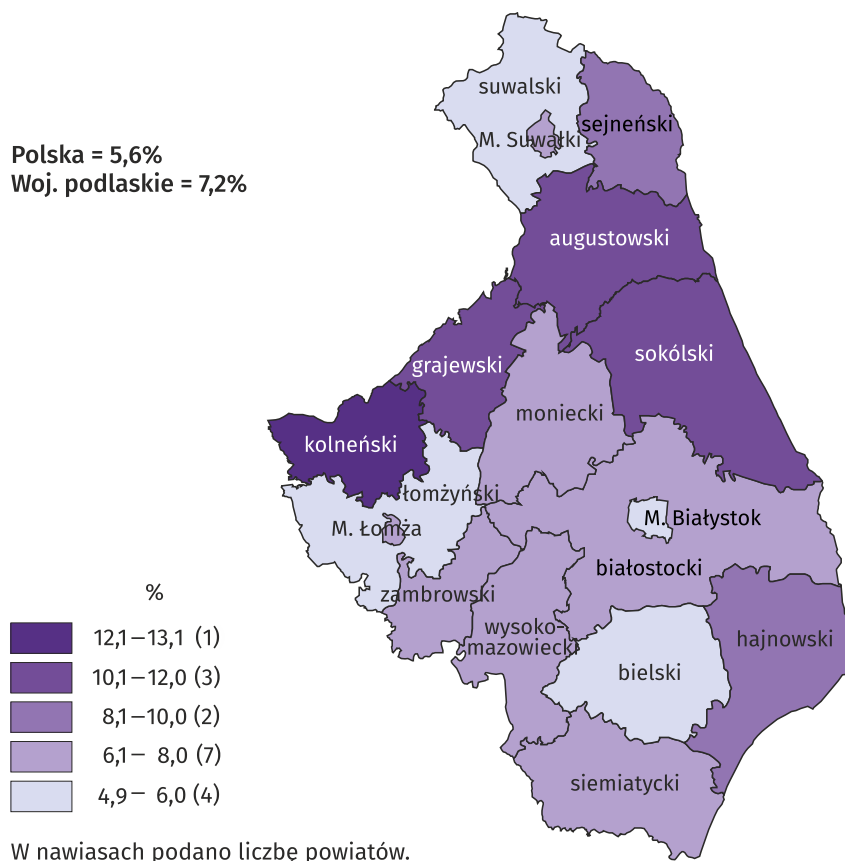 Polska = 5,6%
Woj. podlaskie = 7,2%
suwalski
M. Suwałki
sejneński
augustowski
grajewski
sokólski
moniecki
kolneński
łomżyński
M. Łomża
M. Białystok
białostocki
zambrowski
wysoko-
mazowiecki
hajnowski
bielski
siemiatycki
%
12,1–13,1 (1)
10,1–12,0 (3)
8,1–10,0 (2)
6,1– 8,0 (7)
4,9– 6,0 (4)
W nawiasach podano liczbę powiatów.